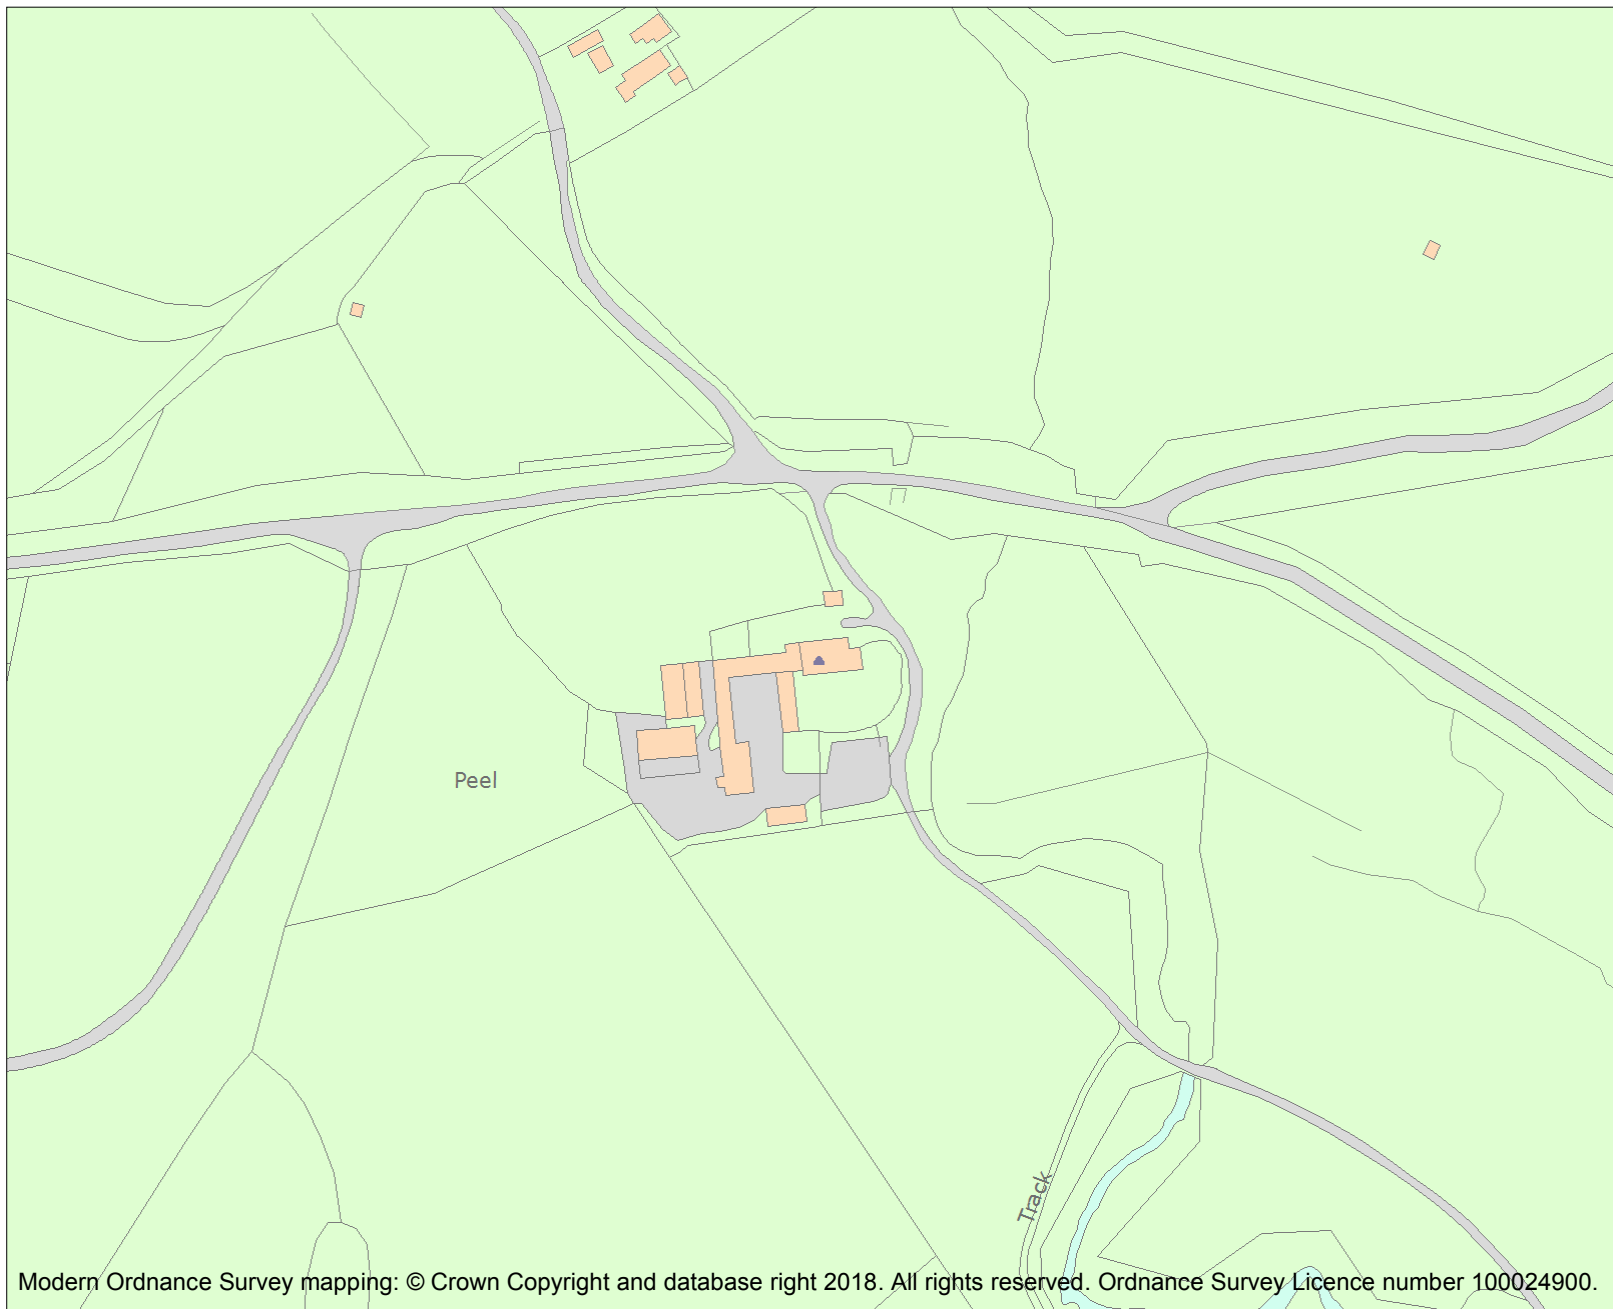 Peel
Track
Modern Ordnance Survey mapping: © Crown Copyright and database right 2018. All rights reserved. Ordnance Survey Licence number 100024900.